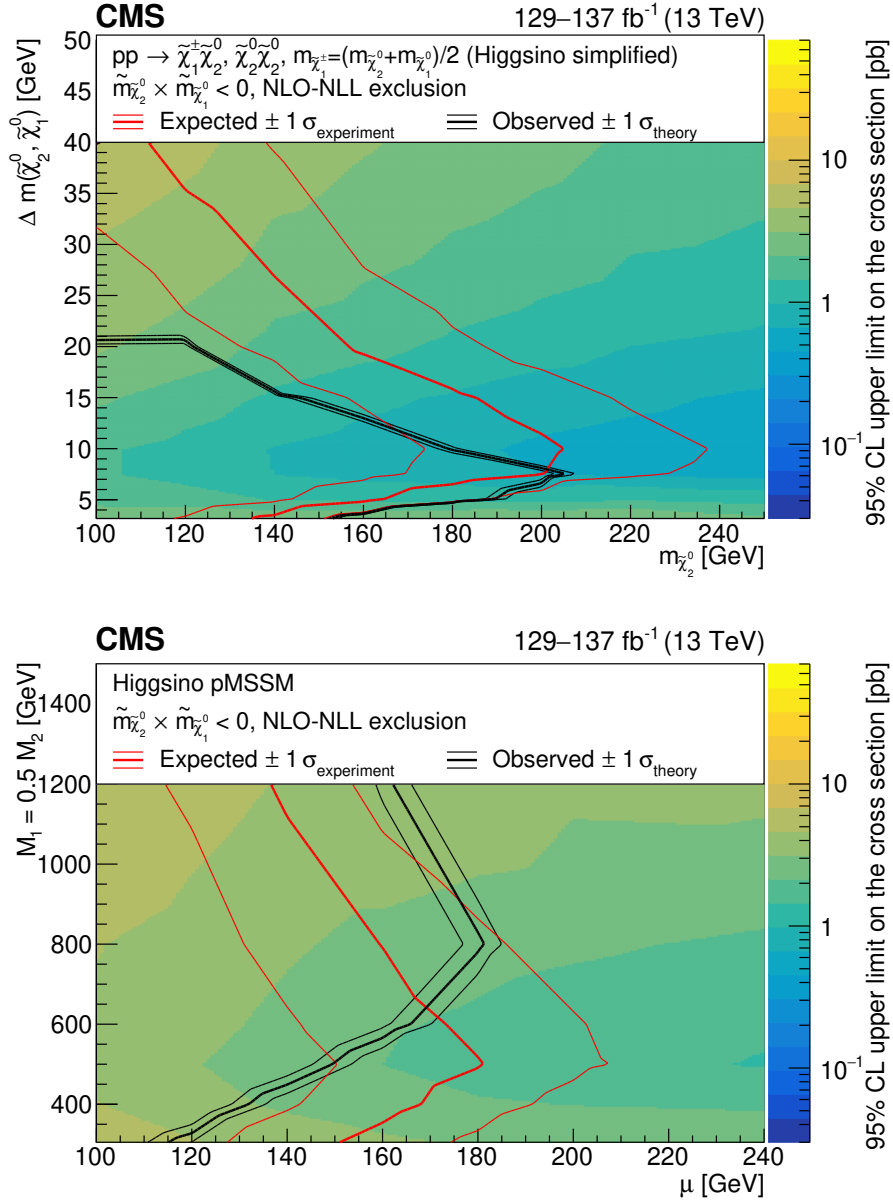 CMS 129–137 fb⁻¹ (13 TeV)
pp → χ̃₁^± χ̃₂⁰, χ̃₂⁰ χ̃₂⁰, m_χ̃₁^± =(m_χ̃₂⁰ +m_χ̃₁⁰)/2 (Higgsino simplified)
m̃_χ̃₂⁰ × m̃_χ̃₁⁰ < 0, NLO-NLL exclusion
Expected ± 1 σ_experiment Observed ± 1 σ_theory
Δ m(χ̃₂⁰, χ̃₁⁰) [GeV]
50
45
40
35
30
25
20
15
10
5
100 120 140 160 180 200 220 240
m_χ̃₂⁰ [GeV]
10
1
10⁻¹
95% CL upper limit on the cross section [pb]
CMS 129–137 fb⁻¹ (13 TeV)
Higgsino pMSSM
m̃_χ̃₂⁰ × m̃_χ̃₁⁰ < 0, NLO-NLL exclusion
Expected ± 1 σ_experiment Observed ± 1 σ_theory
M₁ = 0.5 M₂ [GeV]
1400
1200
1000
800
600
400
100 120 140 160 180 200 220 240
μ [GeV]
10
1
10⁻¹
95% CL upper limit on the cross section [pb]